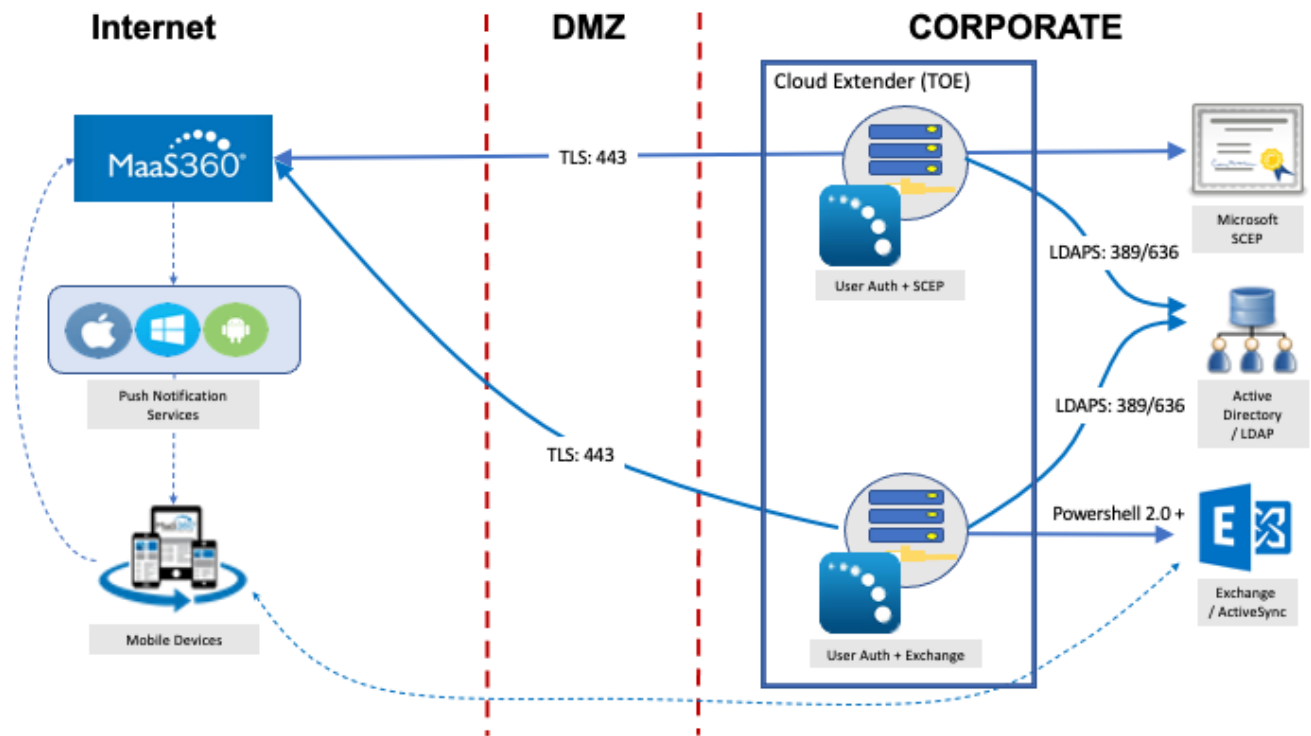 Internet
DMZ
CORPORATE
Cloud Extender (TOE)
MaaS360®
TLS: 443
User Auth + SCEP
Microsoft
SCEP
LDAPS: 389/636
Push Notification
Services
Active
Directory
/ LDAP
LDAPS: 389/636
TLS: 443
MaaS360
Mobile Devices
User Auth + Exchange
Powershell 2.0 +
E
Exchange
/ ActiveSync